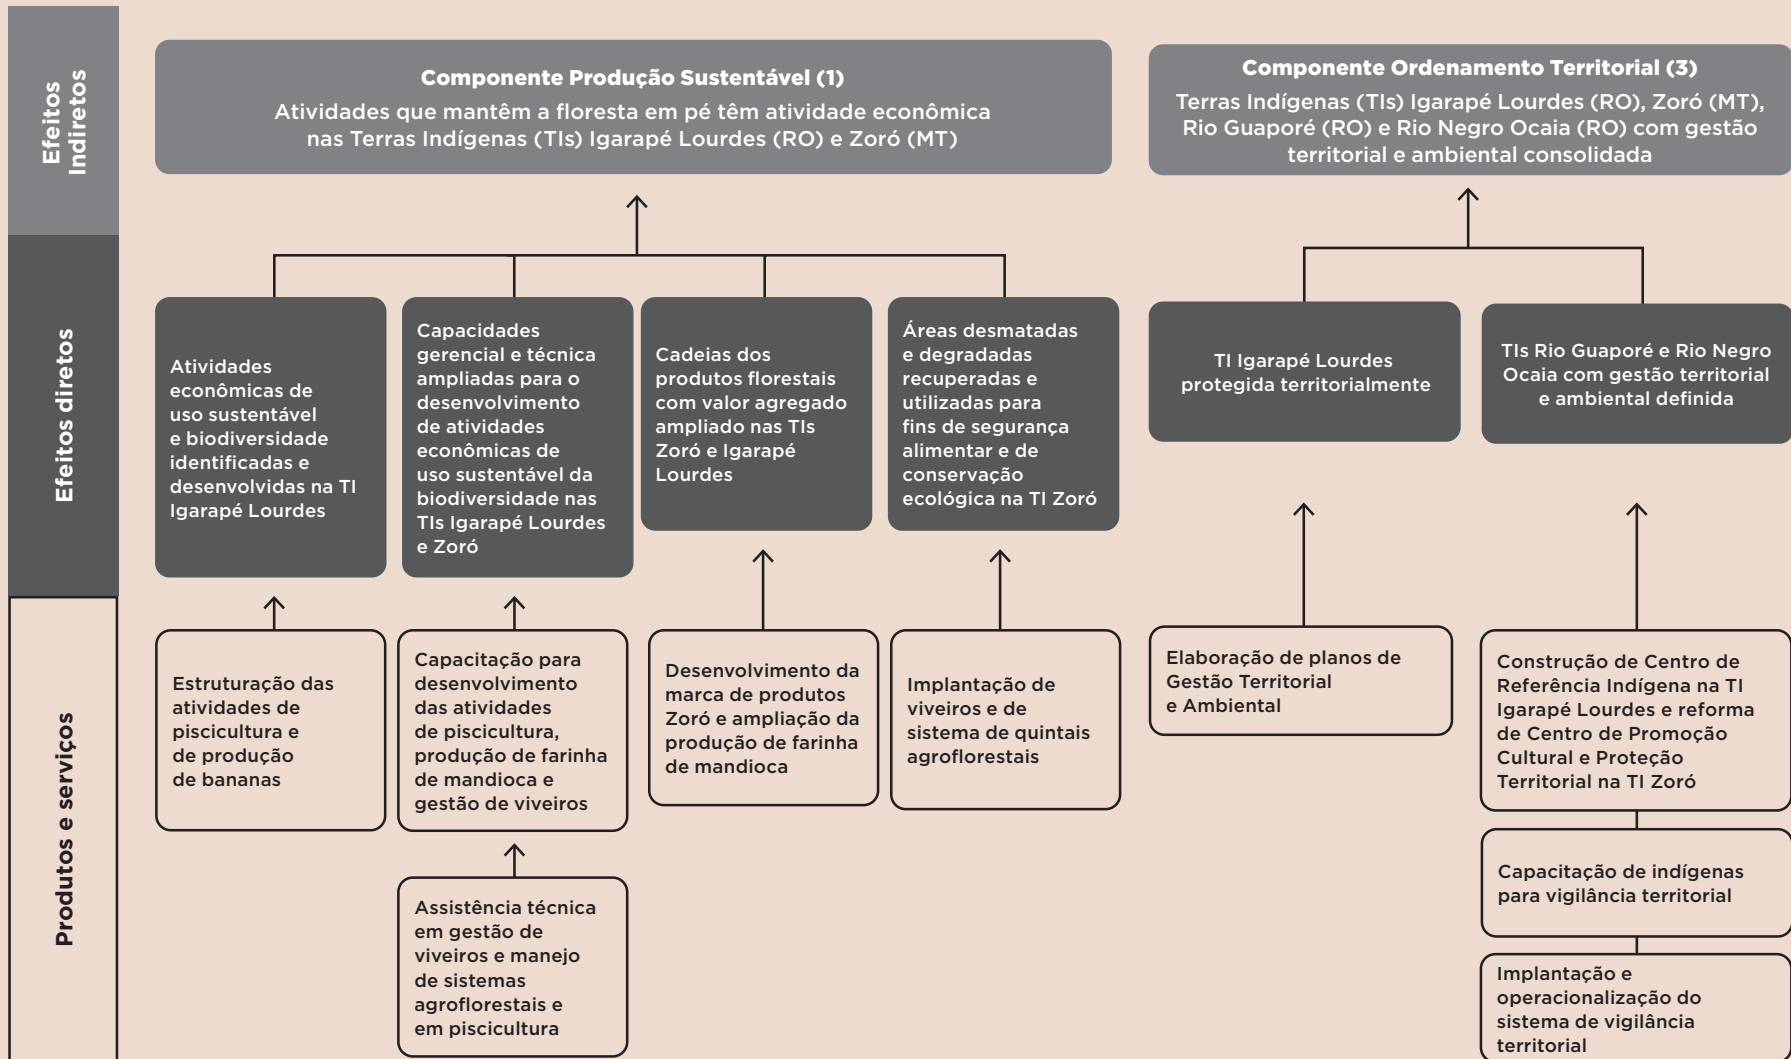 Efeitos
Indiretos
Componente Produção Sustentável (1)
Atividades que mantêm a floresta em pé têm atividade econômica
nas Terras Indígenas (TIs) Igarapé Lourdes (RO) e Zoró (MT)
Componente Ordenamento Territorial (3)
Terras Indígenas (TIs) Igarapé Lourdes (RO), Zoró (MT),
Rio Guaporé (RO) e Rio Negro Ocaia (RO) com gestão
territorial e ambiental consolidada
Efeitos diretos
Atividades
econômicas de
uso sustentável
e biodiversidade
identificadas e
desenvolvidas na TI
Igarapé Lourdes
Capacidades
gerencial e técnica
ampliadas para o
desenvolvimento
de atividades
econômicas de
uso sustentável da
biodiversidade nas
TIs Igarapé Lourdes
e Zoró
Cadeias dos
produtos florestais
com valor agregado
ampliado nas TIs
Zoró e Igarapé
Lourdes
Áreas desmatadas
e degradadas
recuperadas e
utilizadas para
fins de segurança
alimentar e de
conservação
ecológica na TI Zoró
TI Igarapé Lourdes
protegida territorialmente
TIs Rio Guaporé e Rio Negro
Ocaia com gestão territorial
e ambiental definida
Produtos e serviços
Estruturação das
atividades de
piscicultura e
de produção
de bananas
Capacitação para
desenvolvimento
das atividades
de piscicultura,
produção de farinha
de mandioca e
gestão de viveiros
Desenvolvimento da
marca de produtos
Zoró e ampliação da
produção de farinha
de mandioca
Implantação de
viveiros e de
sistema de quintais
agroflorestais
Elaboração de planos de
Gestão Territorial
e Ambiental
Construção de Centro de
Referência Indígena na TI
Igarapé Lourdes e reforma
de Centro de Promoção
Cultural e Proteção
Territorial na TI Zoró
Assistência técnica
em gestão de
viveiros e manejo
de sistemas
agroflorestais e
em piscicultura
Capacitação de indígenas
para vigilância territorial
Implantação e
operacionalização do
sistema de vigilância
territorial